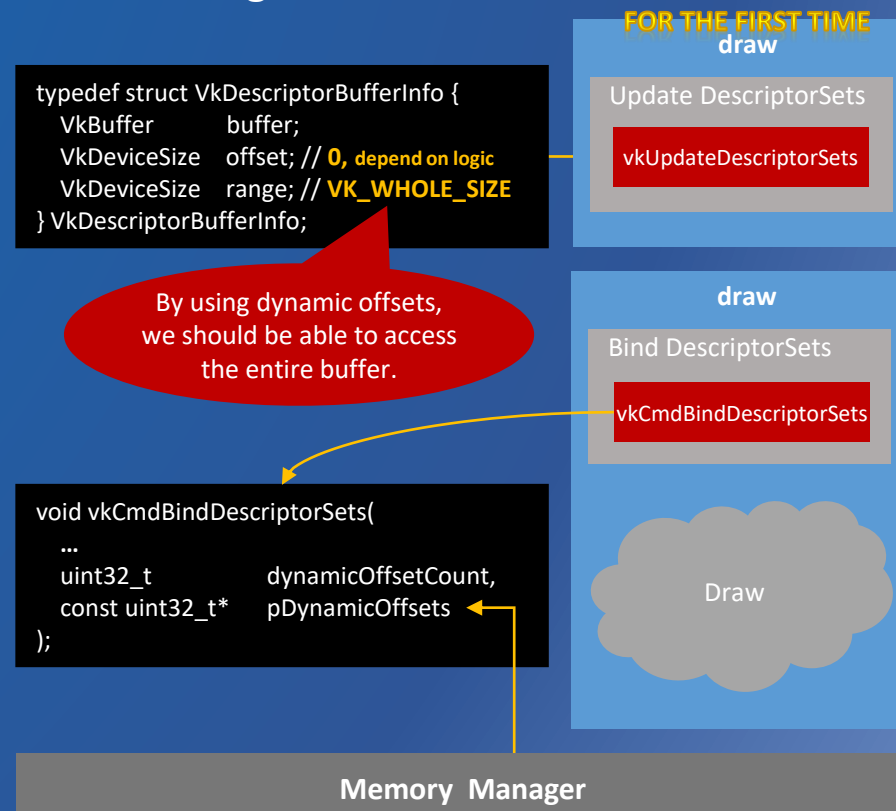 FOR THE FIRST TIME
draw
typedef struct VkDescriptorBufferInfo {
VkBuffer buffer;
VkDeviceSize offset; // 0, depend on logic
VkDeviceSize range; // VK_WHOLE_SIZE
} VkDescriptorBufferInfo;
Update DescriptorSets
vkUpdateDescriptorSets
By using dynamic offsets,
we should be able to access
the entire buffer.
draw
Bind DescriptorSets
vkCmdBindDescriptorSets
void vkCmdBindDescriptorSets(
…
uint32_t dynamicOffsetCount,
const uint32_t* pDynamicOffsets
);
Draw
Memory Manager